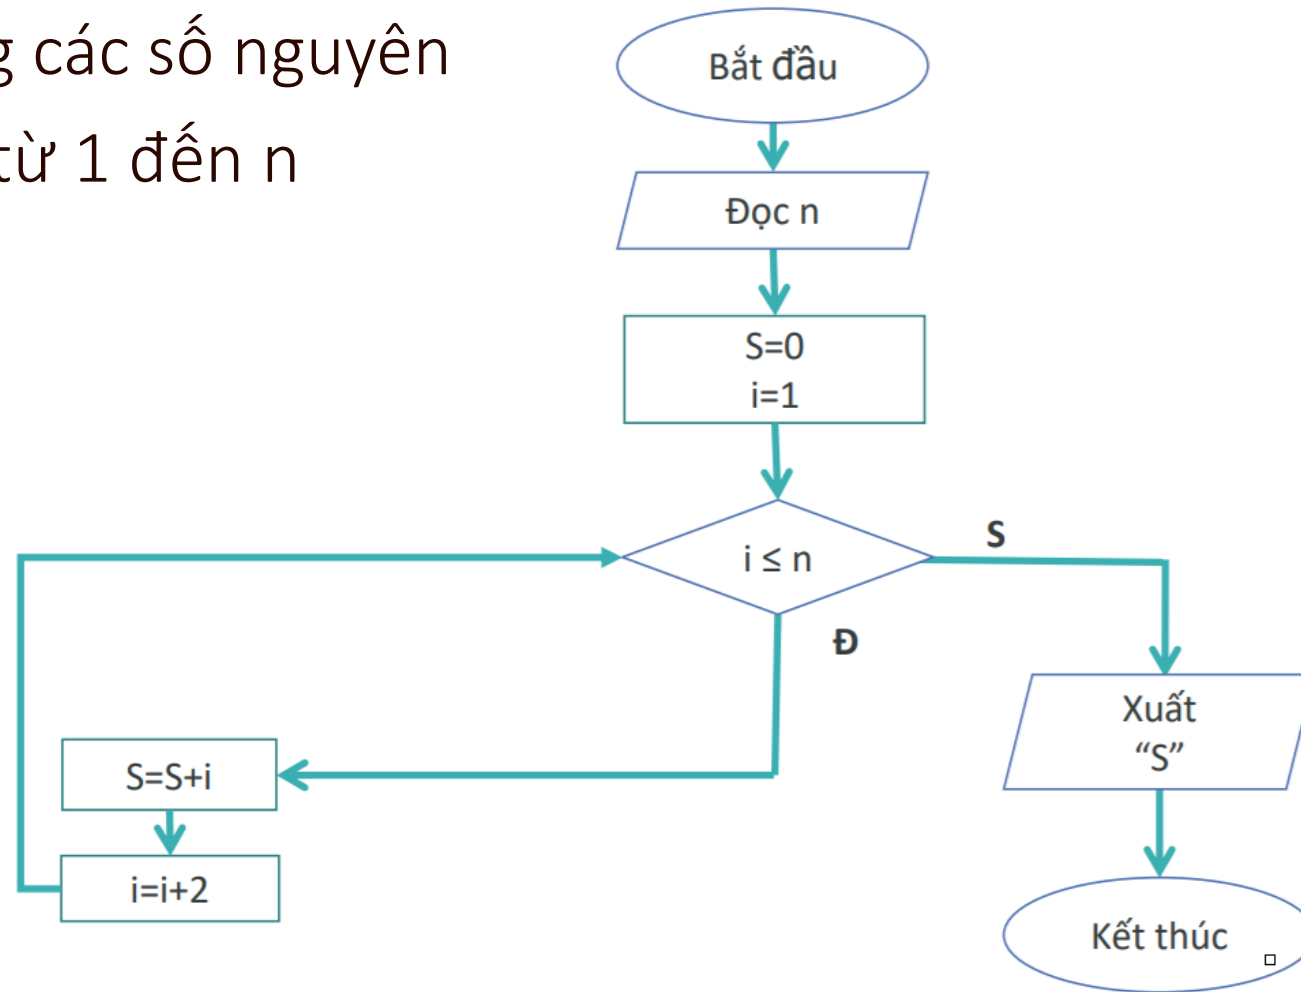 g các số nguyên
từ 1 đến n
Bắt đầu
Đọc n
S=0
i=1
i ≤ n
S
Đ
S=S+i
i=i+2
Xuất
“S”
Kết thúc